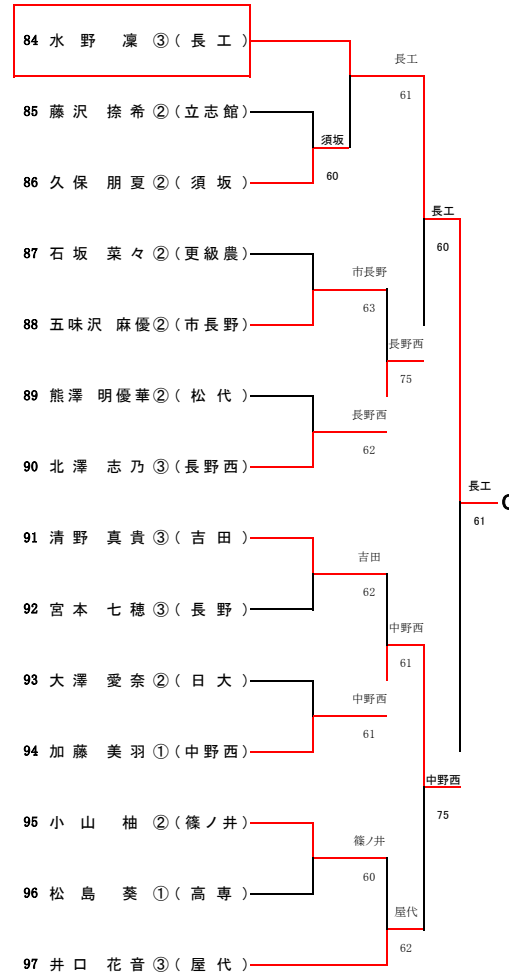 84 水野 凜 ③(長工)
長工
61
85 藤沢 捺希 ②(立志館)
須坂
60
86 久保 朋夏 ②(須坂)
長工
60
87 石坂 菜々 ②(更級農)
市長野
63
88 五味沢 麻優 ②(市長野)
長野西
75
89 熊澤 明優華 ②(松代)
長野西
62
90 北澤 志乃 ③(長野西)
長工
61
91 清野 真貴 ③(吉田)
吉田
62
92 宮本 七穂 ③(長野)
中野西
61
93 大澤 愛奈 ②(日大)
中野西
61
94 加藤 美羽 ①(中野西)
中野西
75
95 小山 柚 ②(篠ノ井)
篠ノ井
60
96 松島 葵 ①(高専)
屋代
62
97 井口 花音 ③(屋代)